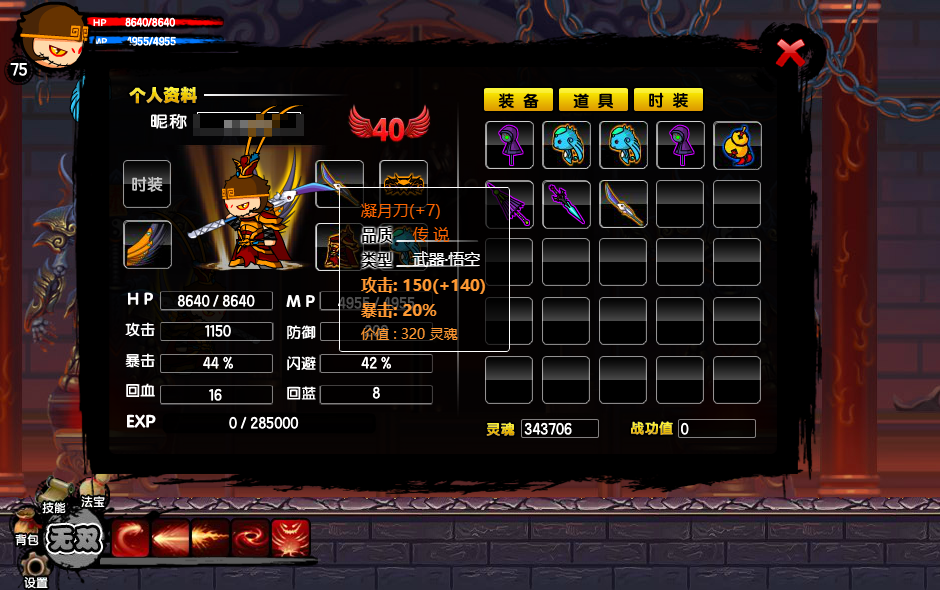 HP 8640/8640
MP 4955/4955
75
个人资料
昵称
40
时装
凝月刀(+7)
品质 传说
类型 武器·悟空
攻击: 150(+140)
暴击: 20%
价值 : 320 灵魂
HP 8640 / 8640 MP 4955 / 4955
攻击 1150 防御
暴击 44 % 闪避 42 %
回血 16 回蓝 8
EXP 0 / 285000
装备 道具 时装
灵魂 343706 战功值 0
技能 法宝
背包 无双
设置